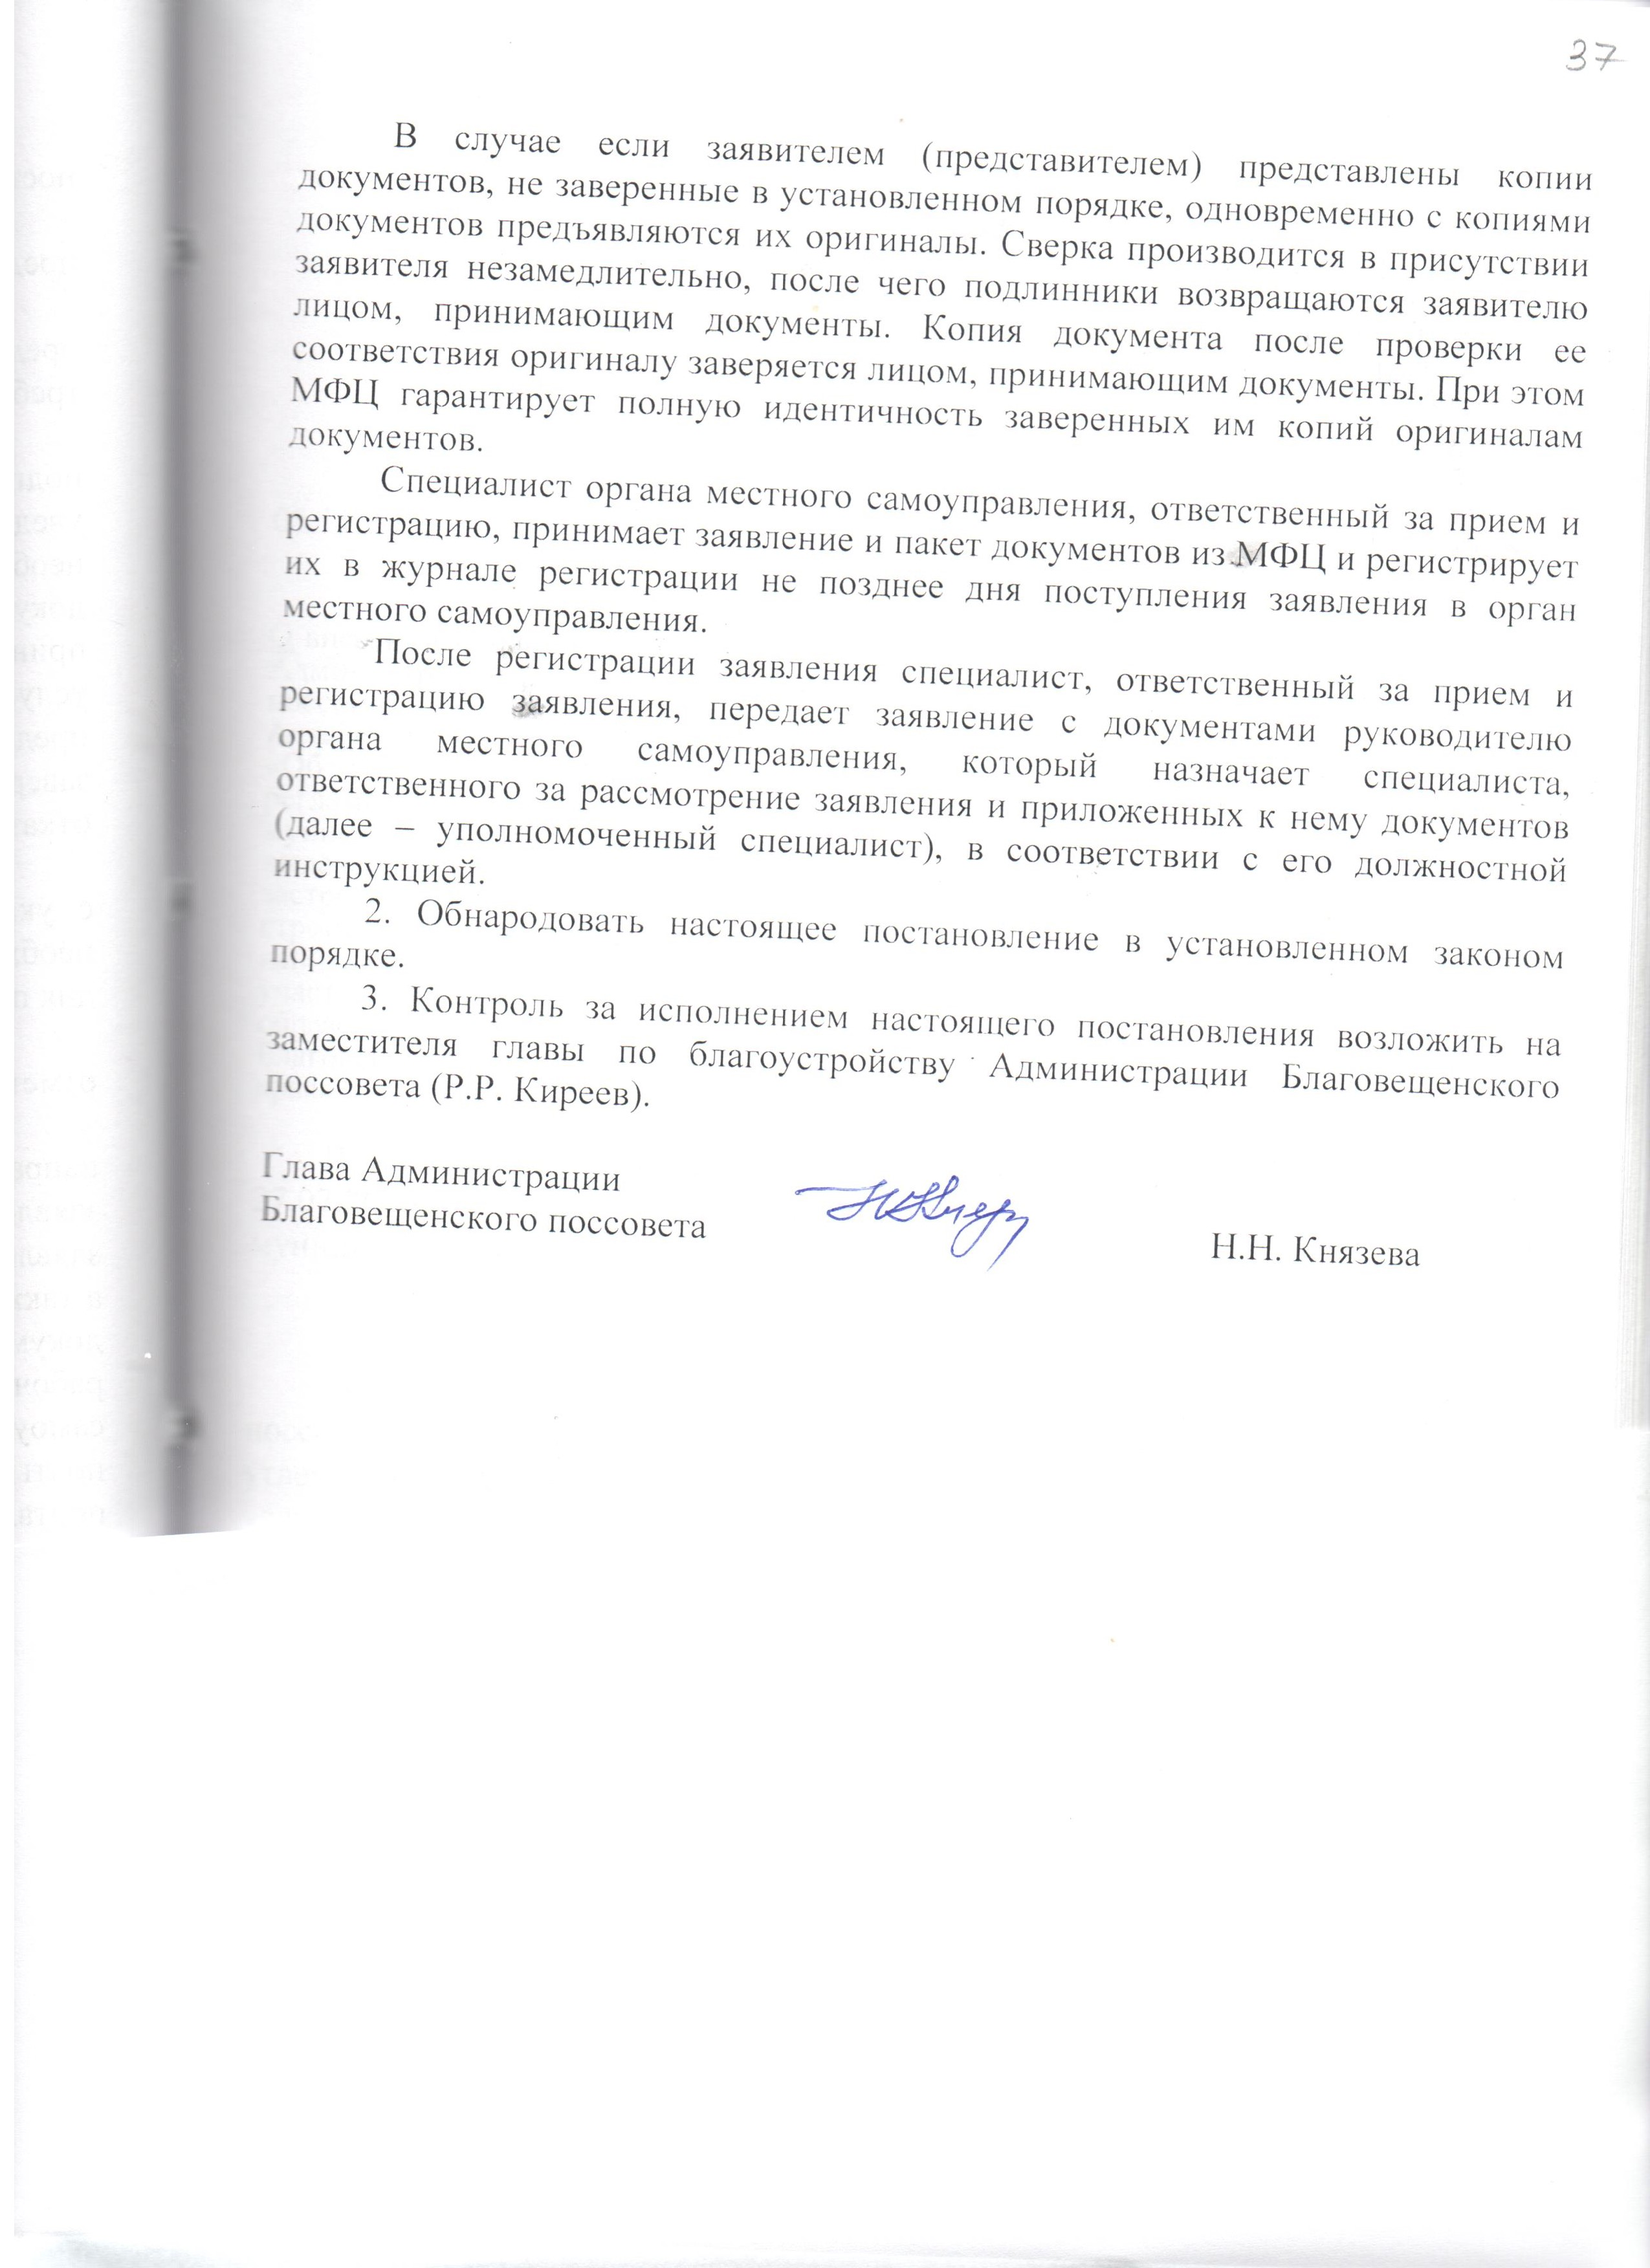 37
В случае если заявителем (представителем) представлены копии
документов, не заверенные в установленном порядке, одновременно с копиями
документов предъявляются их оригиналы. Сверка производится в присутствии
заявителя незамедлительно, после чего подлинники возвращаются заявителю
лицом, принимающим документы. Копия документа после проверки ее
соответствия оригиналу заверяется лицом, принимающим документы. При этом
МФЦ гарантирует полную идентичность заверенных им копий оригиналам
документов.
Специалист органа местного самоуправления, ответственный за прием и
регистрацию, принимает заявление и пакет документов из МФЦ и регистрирует
их в журнале регистрации не позднее дня поступления заявления в орган
местного самоуправления.
После регистрации заявления специалист, ответственный за прием и
регистрацию заявления, передает заявление с документами руководителю
органа местного самоуправления, который назначает специалиста,
ответственного за рассмотрение заявления и приложенных к нему документов
(далее – уполномоченный специалист), в соответствии с его должностной
инструкцией.
2. Обнародовать настоящее постановление в установленном законом
порядке.
3. Контроль за исполнением настоящего постановления возложить на
заместителя главы по благоустройству Администрации Благовещенского
поссовета (Р.Р. Киреев).
Глава Администрации
Благовещенского поссовета
Н.Н. Князева